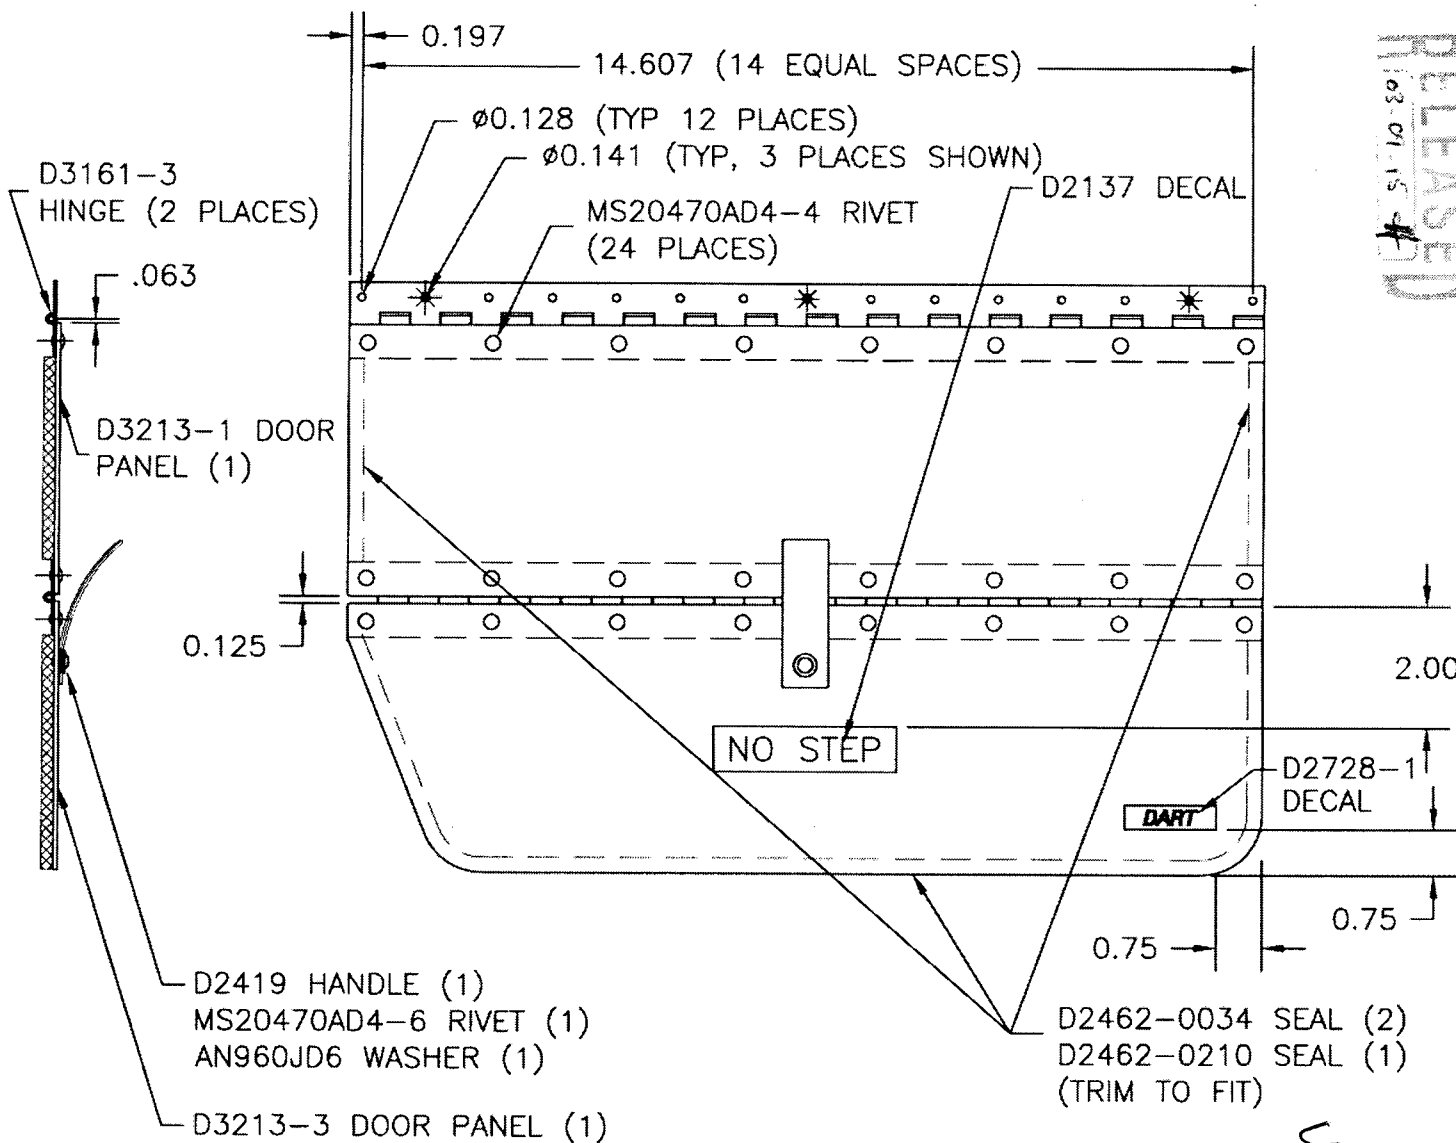 0.197
14.607 (14 EQUAL SPACES)
ø0.128 (TYP 12 PLACES)
ø0.141 (TYP, 3 PLACES SHOWN)
D3161-3
HINGE (2 PLACES)
D2137 DECAL
MS20470AD4-4 RIVET
(24 PLACES)
RELEASED
.063
D3213-1 DOOR
PANEL (1)
0.125
2.00
NO STEP
D2728-1
DECAL
DART
0.75
0.75
D2419 HANDLE (1)
MS20470AD4-6 RIVET (1)
AN960JD6 WASHER (1)
D2462-0034 SEAL (2)
D2462-0210 SEAL (1)
(TRIM TO FIT)
D3213-3 DOOR PANEL (1)